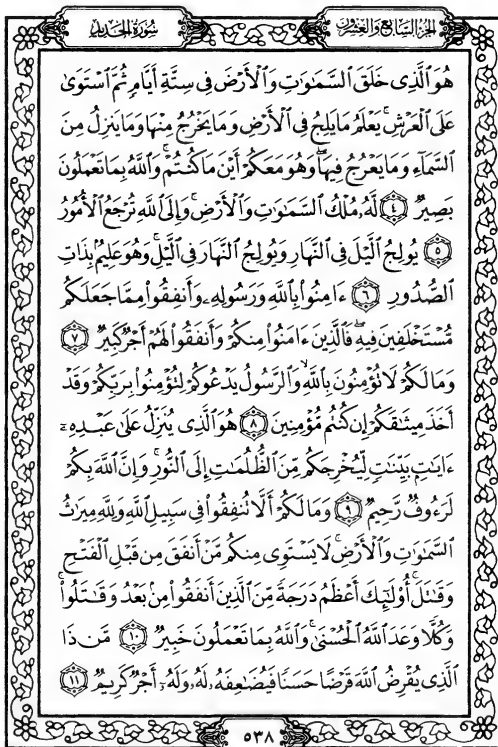 الجزء السابع والعشرون
سورة الحديد
هُوَ ٱلَّذِى خَلَقَ ٱلسَّمَٰوَٰتِ وَٱلْأَرْضَ فِى سِتَّةِ أَيَّامٍ ثُمَّ ٱسْتَوَىٰ
عَلَى ٱلْعَرْشِ ۚ يَعْلَمُ مَا يَلِجُ فِى ٱلْأَرْضِ وَمَا يَخْرُجُ مِنْهَا وَمَا يَنزِلُ مِنَ
ٱلسَّمَآءِ وَمَا يَعْرُجُ فِيهَا ۖ وَهُوَ مَعَكُمْ أَيْنَ مَا كُنتُمْ ۚ وَٱللَّهُ بِمَا تَعْمَلُونَ
بَصِيرٌ ٤ لَّهُۥ مُلْكُ ٱلسَّمَٰوَٰتِ وَٱلْأَرْضِ ۚ وَإِلَى ٱللَّهِ تُرْجَعُ ٱلْأُمُورُ
٥ يُولِجُ ٱلَّيْلَ فِى ٱلنَّهَارِ وَيُولِجُ ٱلنَّهَارَ فِى ٱلَّيْلِ ۚ وَهُوَ عَلِيمٌۢ بِذَاتِ
ٱلصُّدُورِ ٦ ءَامِنُوا۟ بِٱللَّهِ وَرَسُولِهِۦ وَأَنفِقُوا۟ مِمَّا جَعَلَكُم
مُّسْتَخْلَفِينَ فِيهِ ۖ فَٱلَّذِينَ ءَامَنُوا۟ مِنكُمْ وَأَنفَقُوا۟ لَهُمْ أَجْرٌ كَبِيرٌ ٧
وَمَا لَكُمْ لَا تُؤْمِنُونَ بِٱللَّهِ ۙ وَٱلرَّسُولُ يَدْعُوكُمْ لِتُؤْمِنُوا۟ بِرَبِّكُمْ وَقَدْ
أَخَذَ مِيثَٰقَكُمْ إِن كُنتُم مُّؤْمِنِينَ ٨ هُوَ ٱلَّذِى يُنَزِّلُ عَلَىٰ عَبْدِهِۦٓ
ءَايَٰتٍۭ بَيِّنَٰتٍ لِّيُخْرِجَكُم مِّنَ ٱلظُّلُمَٰتِ إِلَى ٱلنُّورِ ۚ وَإِنَّ ٱللَّهَ بِكُمْ
لَرَءُوفٌ رَّحِيمٌ ٩ وَمَا لَكُمْ أَلَّا تُنفِقُوا۟ فِى سَبِيلِ ٱللَّهِ وَلِلَّهِ مِيرَٰثُ
ٱلسَّمَٰوَٰتِ وَٱلْأَرْضِ ۚ لَا يَسْتَوِى مِنكُم مَّنْ أَنفَقَ مِن قَبْلِ ٱلْفَتْحِ
وَقَٰتَلَ ۚ أُو۟لَٰٓئِكَ أَعْظَمُ دَرَجَةً مِّنَ ٱلَّذِينَ أَنفَقُوا۟ مِنۢ بَعْدُ وَقَٰتَلُوا۟ ۚ
وَكُلًّا وَعَدَ ٱللَّهُ ٱلْحُسْنَىٰ ۚ وَٱللَّهُ بِمَا تَعْمَلُونَ خَبِيرٌ ١٠ مَّن ذَا
ٱلَّذِى يُقْرِضُ ٱللَّهَ قَرْضًا حَسَنًا فَيُضَٰعِفَهُۥ لَهُۥ وَلَهُۥٓ أَجْرٌ كَرِيمٌ ١١
٥٣٨